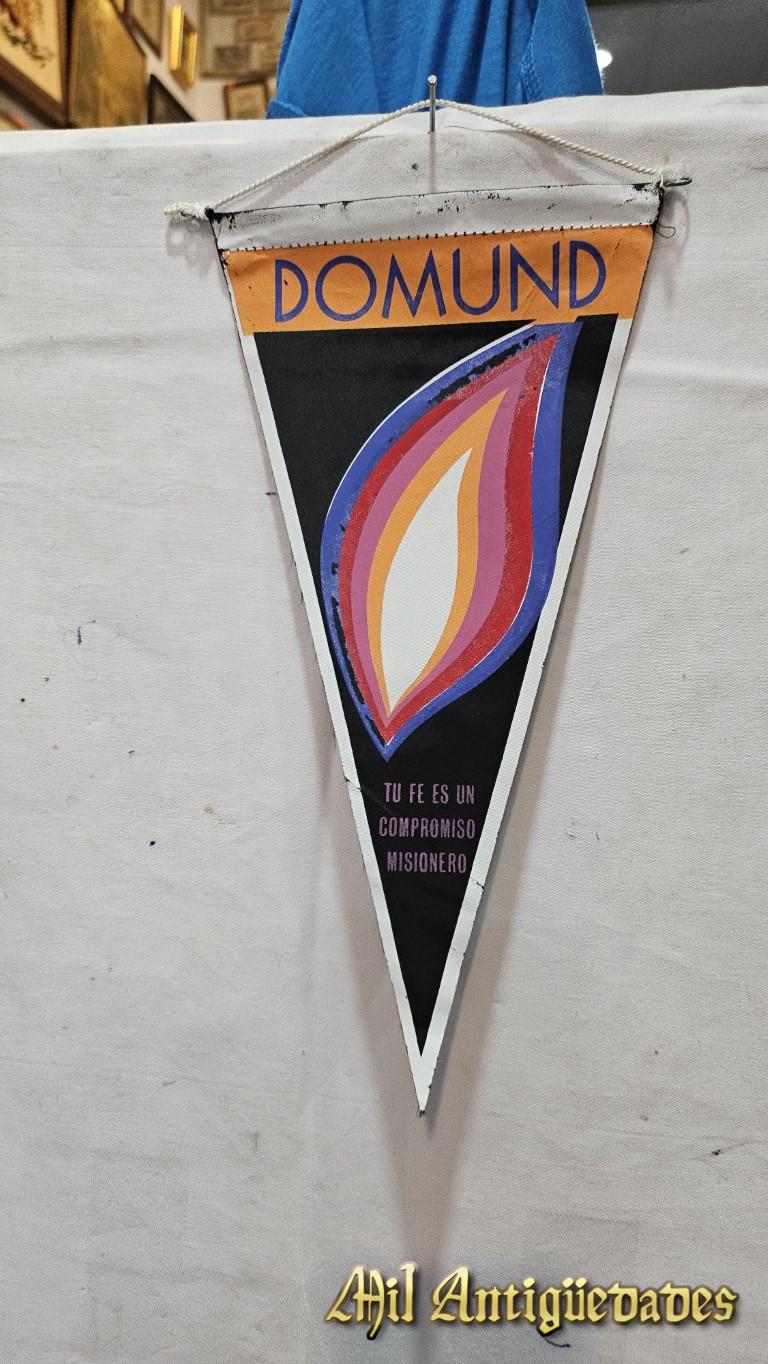 DOMUND
TU FE ES UN
COMPROMISO
MISIONERO
Mil Antigüedades